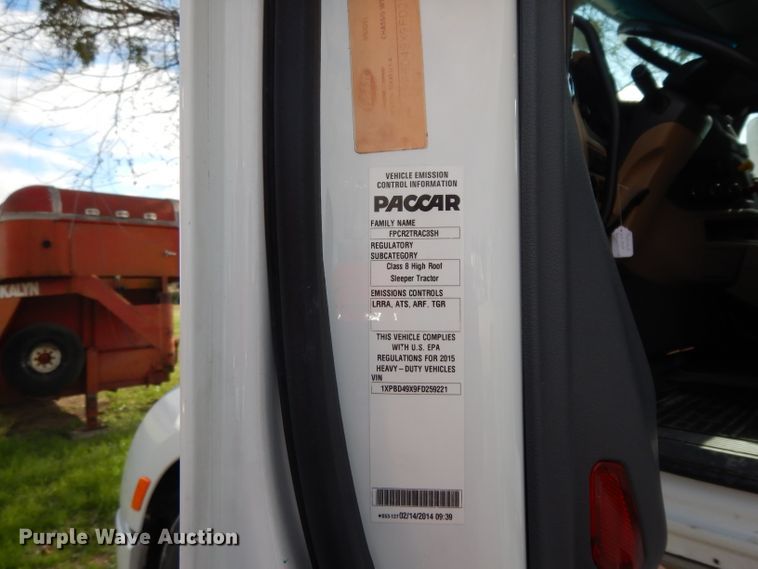 VEHICLE EMISSION
CONTROL INFORMATION
PACCAR
FAMILY NAME
FPCR2TRAC3SH
REGULATORY
SUBCATEGORY
Class 8 High Roof
Sleeper Tractor
EMISSIONS CONTROLS
LRRA, ATS, ARF, TGR
THIS VEHICLE COMPLIES
WITH U.S. EPA
REGULATIONS FOR 2015
HEAVY-DUTY VEHICLES
VIN
1XPBD49X9FD259221
02/14/2014 09:39
KALYN
Purple Wave Auction